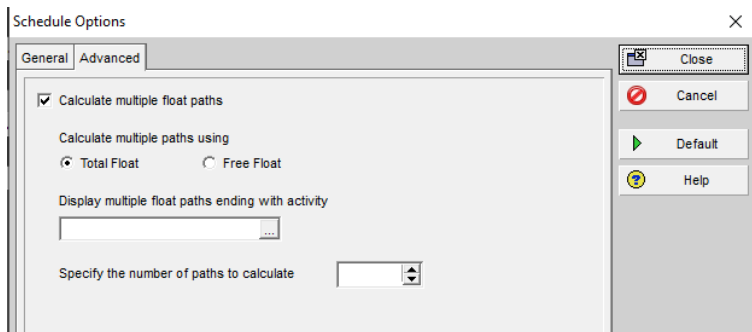 Schedule Options
General Advanced
Close
Calculate multiple float paths
Cancel
Calculate multiple paths using
Default
Total Float Free Float
Help
Display multiple float paths ending with activity
...
Specify the number of paths to calculate